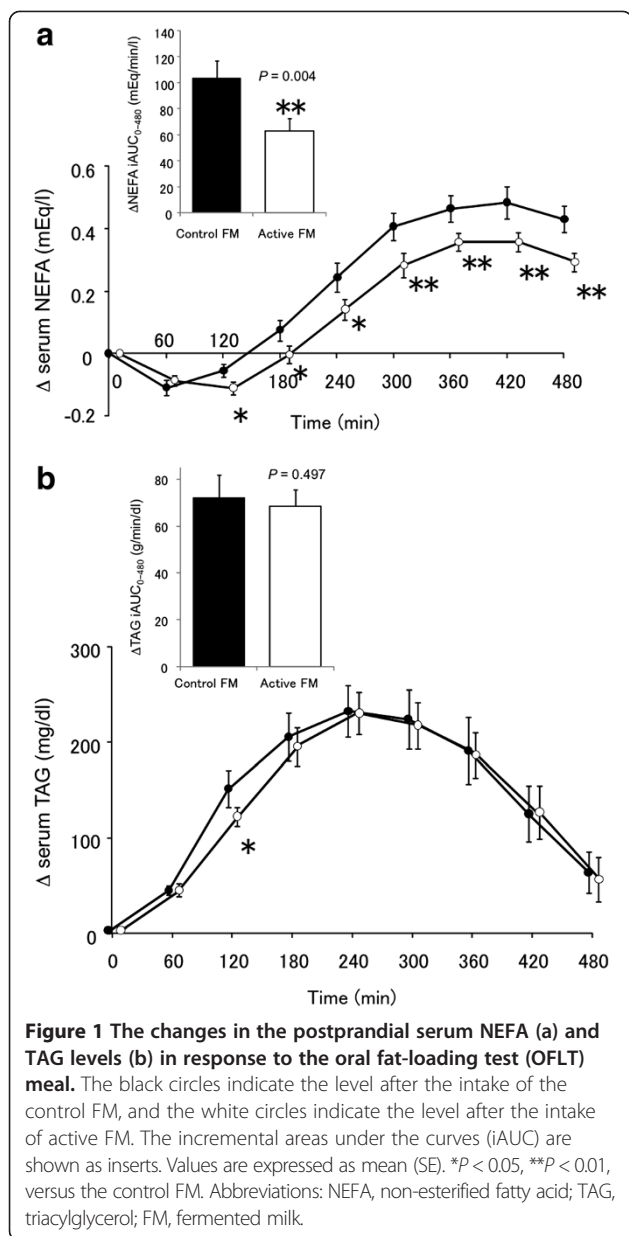 a
ΔNEFA iAUC0-480 (mEq/min/l)
140
120
100
80
60
40
20
0
P = 0.004
**
Control FM Active FM
Δ serum NEFA (mEq/l)
0.6
0.4
0.2
0
-0.2
60 120
0 180 240 300 360 420 480
* * * ** ** ** **
Time (min)
b
ΔTAG iAUC0-480 (g/min/dl)
80
60
40
20
0
P = 0.497
Control FM Active FM
Δ serum TAG (mg/dl)
300
200
100
0
*
0 60 120 180 240 300 360 420 480
Time (min)
Figure 1 The changes in the postprandial serum NEFA (a) and
TAG levels (b) in response to the oral fat-loading test (OFLT)
meal. The black circles indicate the level after the intake of the
control FM, and the white circles indicate the level after the intake
of active FM. The incremental areas under the curves (iAUC) are
shown as inserts. Values are expressed as mean (SE). *P < 0.05, **P < 0.01,
versus the control FM. Abbreviations: NEFA, non-esterified fatty acid; TAG,
triacylglycerol; FM, fermented milk.